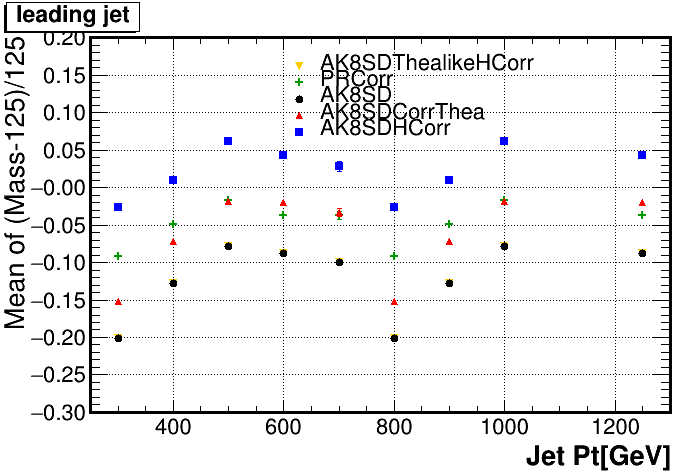 leading jet
Mean of (Mass-125)/125
0.20
0.15
0.10
0.05
−0.00
−0.05
−0.10
−0.15
−0.20
−0.25
−0.30
AK8SDThealikeHCorr
PRCorr
AK8SD
AK8SDCorrThea
AK8SDHCorr
400 600 800 1000 1200
Jet Pt[GeV]